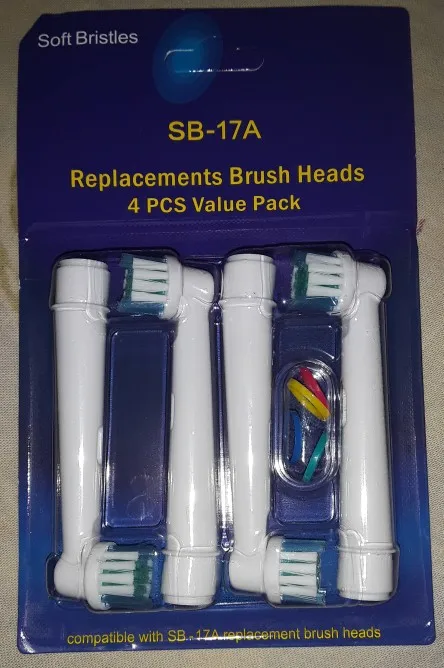 Soft Bristles
SB-17A
Replacements Brush Heads
4 PCS Value Pack
compatible with SB -17A replacement brush heads